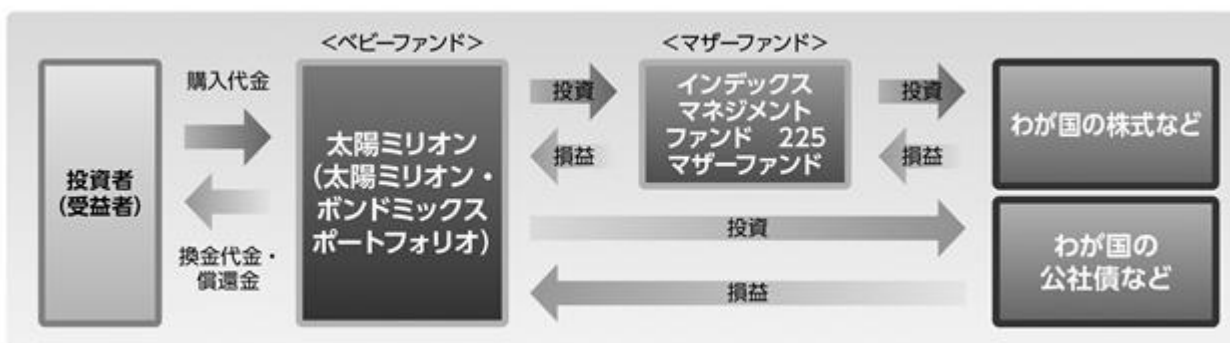 <ベビーファンド>
<マザーファンド>
購入代金
投資者
(受益者)
換金代金・
償還金
太陽ミリオン
(太陽ミリオン・
ボンドミックス
ポートフォリオ)
投資
損益
インデックス
マネジメント
ファンド 225
マザーファンド
投資
損益
わが国の株式など
投資
損益
わが国の
公社債など